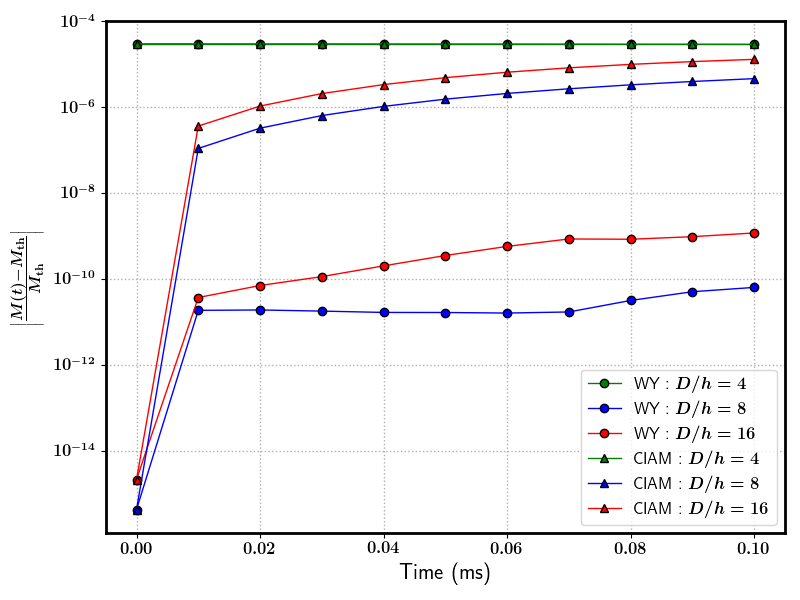 10⁻⁴
10⁻⁶
10⁻⁸
10⁻¹⁰
10⁻¹²
10⁻¹⁴
|M(t)−M_th / M_th|
WY : D/h = 4
WY : D/h = 8
WY : D/h = 16
CIAM : D/h = 4
CIAM : D/h = 8
CIAM : D/h = 16
0.00 0.02 0.04 0.06 0.08 0.10
Time (ms)